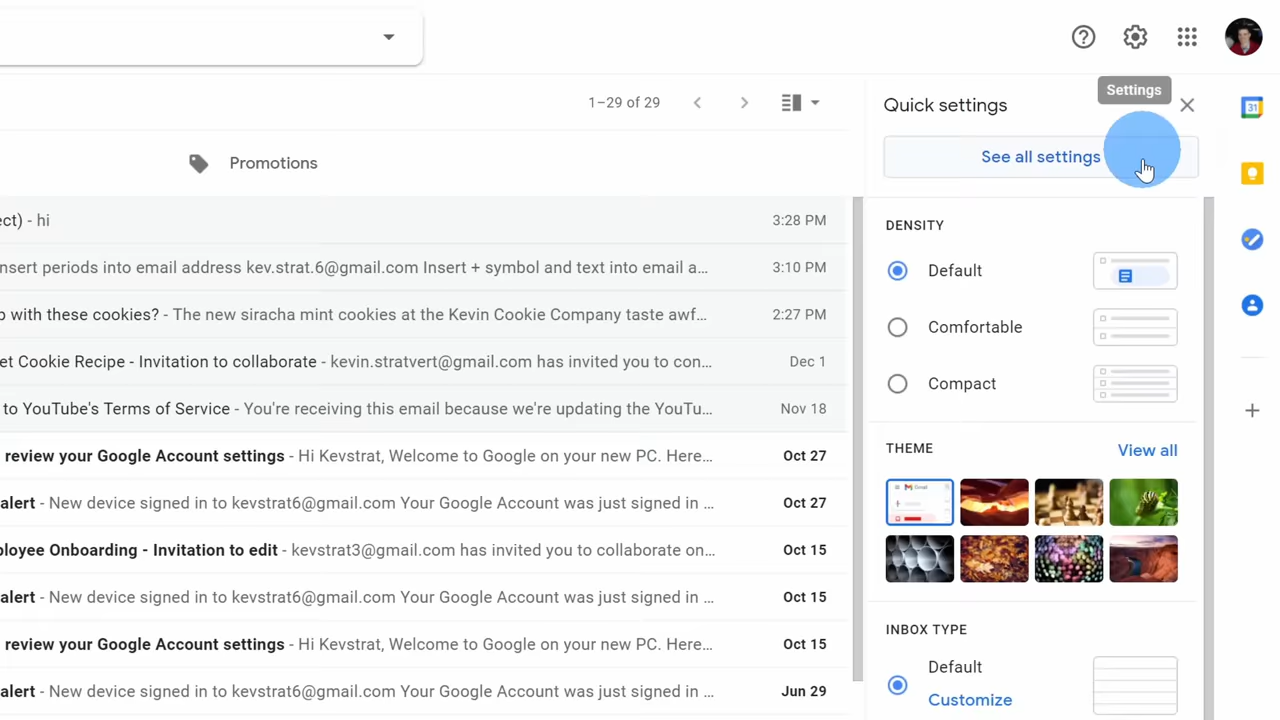 1–29 of 29
Settings
Quick settings
See all settings
Promotions
ect) - hi 3:28 PM
nsert periods into email address kev.strat.6@gmail.com Insert + symbol and text into email a… 3:10 PM
p with these cookies? - The new siracha mint cookies at the Kevin Cookie Company taste awf… 2:27 PM
et Cookie Recipe - Invitation to collaborate - kevin.stratvert@gmail.com has invited you to con… Dec 1
to YouTube's Terms of Service - You're receiving this email because we're updating the YouTu… Nov 18
review your Google Account settings - Hi Kevstrat, Welcome to Google on your new PC. Here… Oct 27
alert - New device signed in to kevstrat6@gmail.com Your Google Account was just signed in … Oct 27
ployee Onboarding - Invitation to edit - kevstrat3@gmail.com has invited you to collaborate on… Oct 15
alert - New device signed in to kevstrat6@gmail.com Your Google Account was just signed in … Oct 15
review your Google Account settings - Hi Kevstrat, Welcome to Google on your new PC. Here… Oct 15
alert - New device signed in to kevstrat6@gmail.com Your Google Account was just signed in … Jun 29
DENSITY
Default
Comfortable
Compact
THEME View all
Gmail
INBOX TYPE
Default
Customize
31